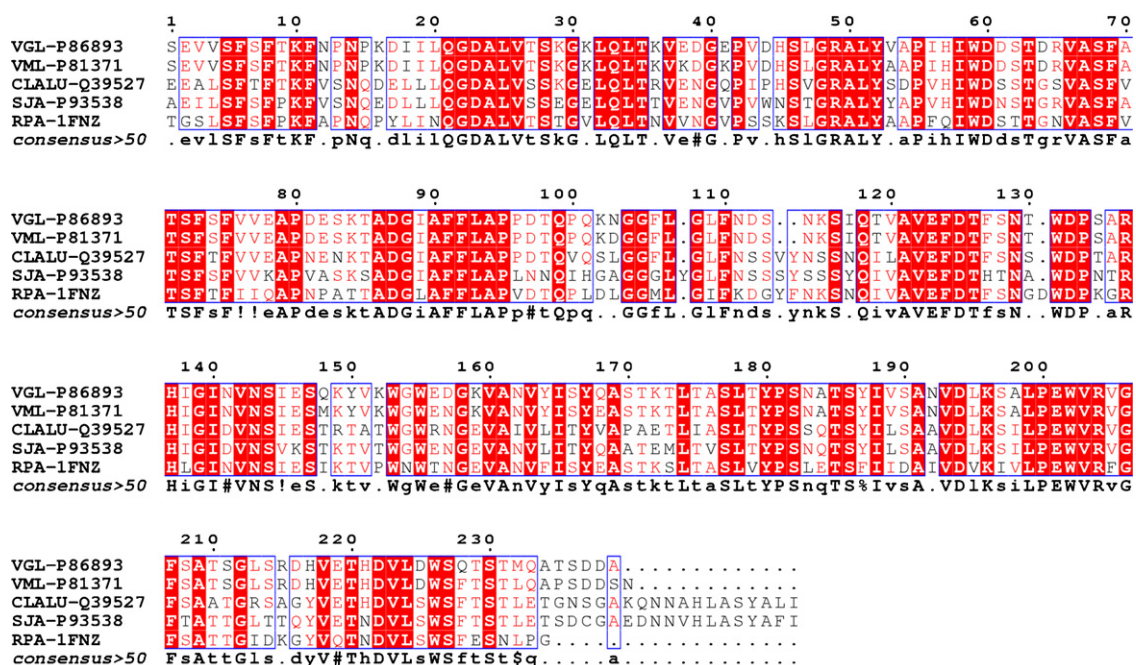 1 10 20 30 40 50 60 70
VGL-P86893 SEVVSFSFTKFNPNPKDIILQGDALVTSKGKLQLTKVEDGEPVDHSLGRALYVAPIHIWDDSTDRVASFA
VML-P81371 SEVVSFSFTKFNPNPKDIILQGDALVTSKGKLQLTKVKDGKPVDHSLGRALYAAPIHIWDDSTDRVASFA
CLALU-Q39527 EEALSFTFTKFVSNQEDLLLQGDALVSSKGELQLTRVENGQPIPHSVGRALYSDPVHIWDSSTGSVASFV
SJA-P93538 AEILSFSFPKFVSNQEDLLLQGDALVSSEGELQLTTVENGVPVWNSTGRALYYAPVHIWDNSTGRVASFA
RPA-1FNZ TGSLSFSFTKFAPNQPYLINQGDALVTSTGVLQLTNVVNGVPSSKSLGRALYAAPFQIWDSTTGNVASFV
consensus>50 .evlSFsFtKF.pNq.dlilQGDALVtSkG.LQLT.Ve#G.Pv.hSlGRALY.aPihIWDdsTgrVASFa
80 90 100 110 120 130
VGL-P86893 TSFSFVVEAPDESKTADGIAFFLAPPDTQPQKNGGFL.GLFNDS..NKSIQTVAVEFDTFSNT.WDPSAR
VML-P81371 TSFSFVVEAPDESKTADGIAFFLAPPDTQPQKDGGFL.GLFNDS..NKSIQTVAVEFDTFSNT.WDPSAR
CLALU-Q39527 TSFTFVVEAPNENKTADGIAFFLAPPDTQVQSLGGFL.GLFNSSVYNSSNQILAVEFDTFSNS.WDPTAR
SJA-P93538 TSFSFVVKAPVASKSADGIAFFLAPLNNQIHGAGGGLYGLFNSSSYSSSYQIVAVEFDTHTNA.WDPNTR
RPA-1FNZ TSFTFIIQAPNPATTADGLAFFLAPVDTQPLDLGGML.GIFKDGYFNKSNQIVAVEFDTFSNGDWDPKGR
consensus>50 TSFsF!!eAPdesktADGiAFFLAPp#tQpq..GGfL.GlFnds.ynkS.QivAVEFDTfsN..WDP.aR
140 150 160 170 180 190 200
VGL-P86893 HIGINVNSIESQKYVKWGWEDGKVANVYISYQASTKTLTASLTYPSNATSYIVSANVDLKSALPEWVRVG
VML-P81371 HIGINVNSIESMKYVKWGWENGKVANVYISYQASTKTLTASLTYPSNATSYIVSANVDLKSALPEWVRVG
CLALU-Q39527 HIGIDVNSIESTRTATWGWRNGEVAIVLITYVAPAETLIASLTYPSSQTSYILSAAVDLKSILPEWVRVG
SJA-P93538 HIGIDVNSVKSTKTVTWGWENGEVANVLITYQAATEMLTVSLTYPSNQTSYILSAAVDLKSILPEWVRVG
RPA-1FNZ HLGINVNSIESIKTVPWNWTNGEVANVFISYEASTKSLTASLVYPSLETSFIIDAIVDVKIVLPEWVRFG
consensus>50 HiGI#VNS!eS.ktv.WgWe#GeVAnVyIsYqAstktLtaSLtYPSnqTS%IvsA.VDlKsiLPEWVRvG
210 220 230
VGL-P86893 FSATSGLSRDHVETHDVLDWSQTSTMQATSDDA.............
VML-P81371 FSATSGLSRDHVETHDVLDWSFTSTLQAPSDDSN............
CLALU-Q39527 FSAATGRSAGYVETHDVLSWSFTSTLETGNSGAKQNNAHLASYALI
SJA-P93538 FTATTGLTTQYVETNDVLSWSFTSTLETSDCGAEDNNVHLASYAFI
RPA-1FNZ FSATTGIDKGYVQTNDVLSWSFESNLPG..................
consensus>50 FsAttGls.dyV#ThDVLsWSftSt$q.....a.............